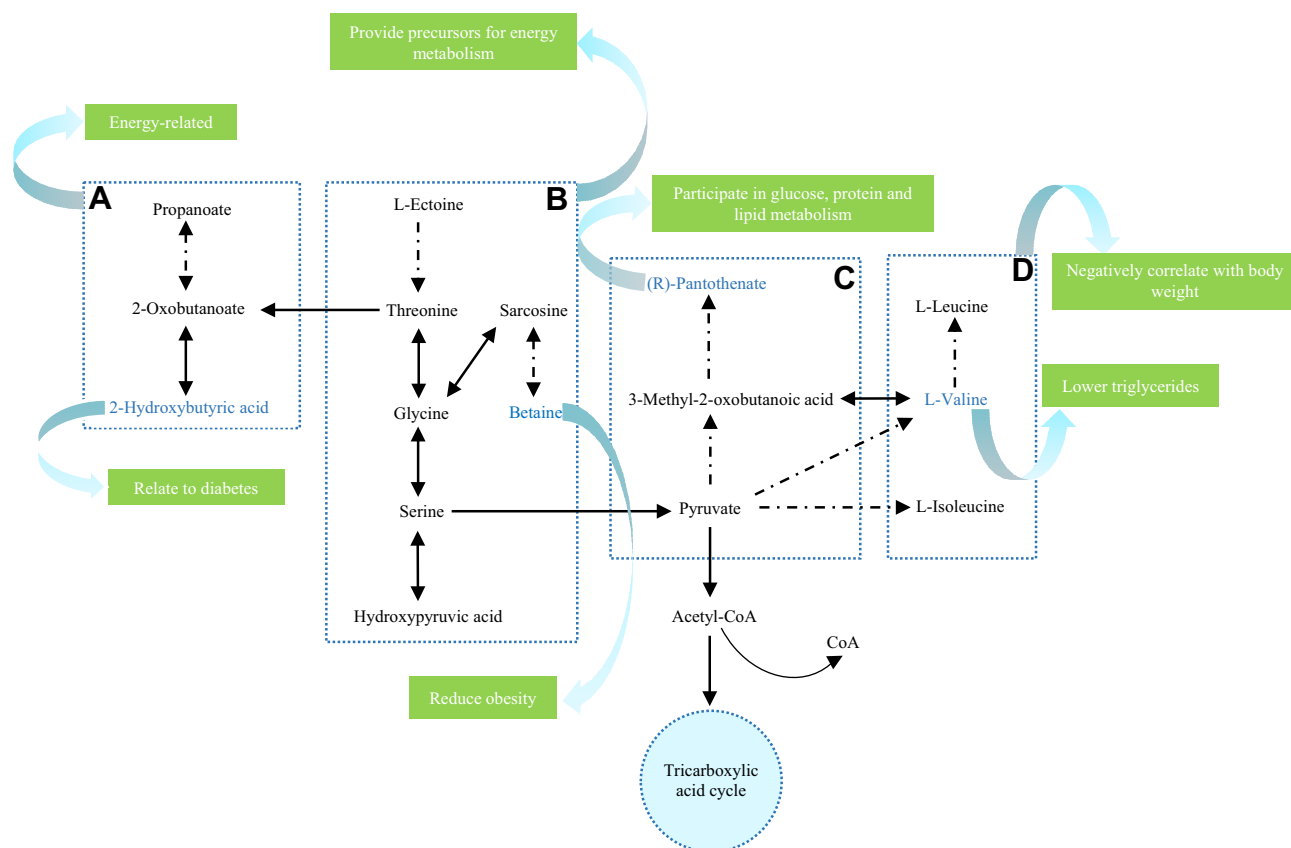 Provide precursors for energy
metabolism
Energy-related
A
Propanoate
2-Oxobutanoate
2-Hydroxybutyric acid
Relate to diabetes
B
L-Ectoine
Threonine
Sarcosine
Glycine
Betaine
Serine
Hydroxypyruvic acid
Reduce obesity
Participate in glucose, protein and
lipid metabolism
C
(R)-Pantothenate
3-Methyl-2-oxobutanoic acid
Pyruvate
Acetyl-CoA
CoA
Tricarboxylic
acid cycle
D
L-Leucine
L-Valine
L-Isoleucine
Negatively correlate with body
weight
Lower triglycerides